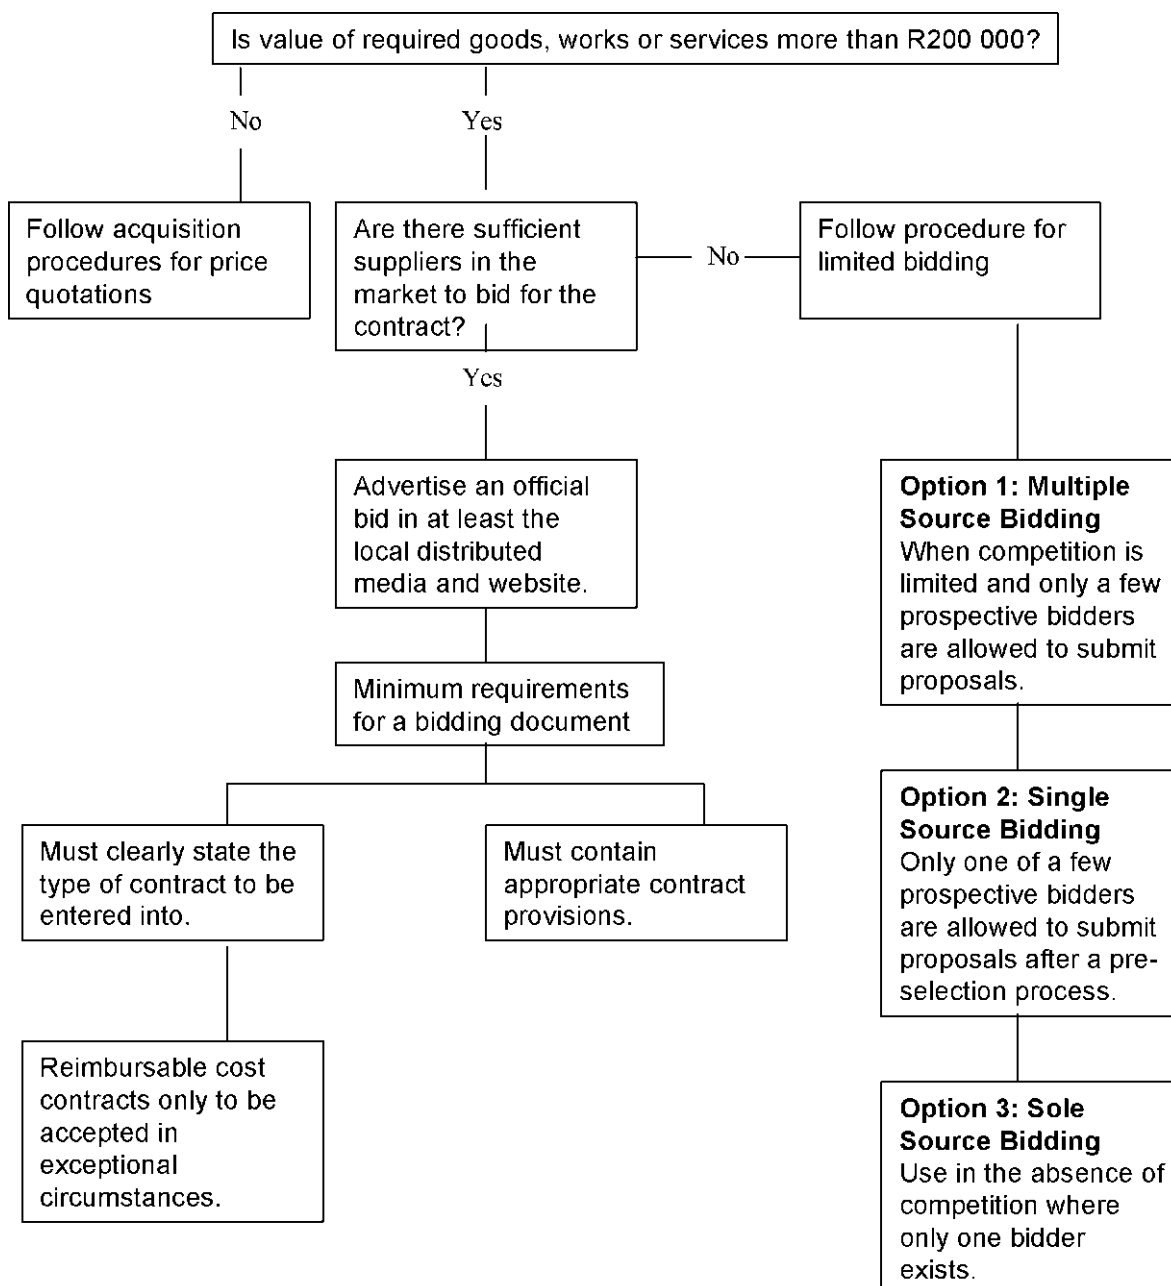 Is value of required goods, works or services more than R200 000?
No
Yes
Follow acquisition
procedures for price
quotations
Are there sufficient
suppliers in the
market to bid for the
contract?
No
Follow procedure for
limited bidding
Yes
Advertise an official
bid in at least the
local distributed
media and website.
Minimum requirements
for a bidding document
Must clearly state the
type of contract to be
entered into.
Must contain
appropriate contract
provisions.
Reimbursable cost
contracts only to be
accepted in
exceptional
circumstances.
Option 1: Multiple
Source Bidding
When competition is
limited and only a few
prospective bidders
are allowed to submit
proposals.
Option 2: Single
Source Bidding
Only one of a few
prospective bidders
are allowed to submit
proposals after a pre-
selection process.
Option 3: Sole
Source Bidding
Use in the absence of
competition where
only one bidder
exists.